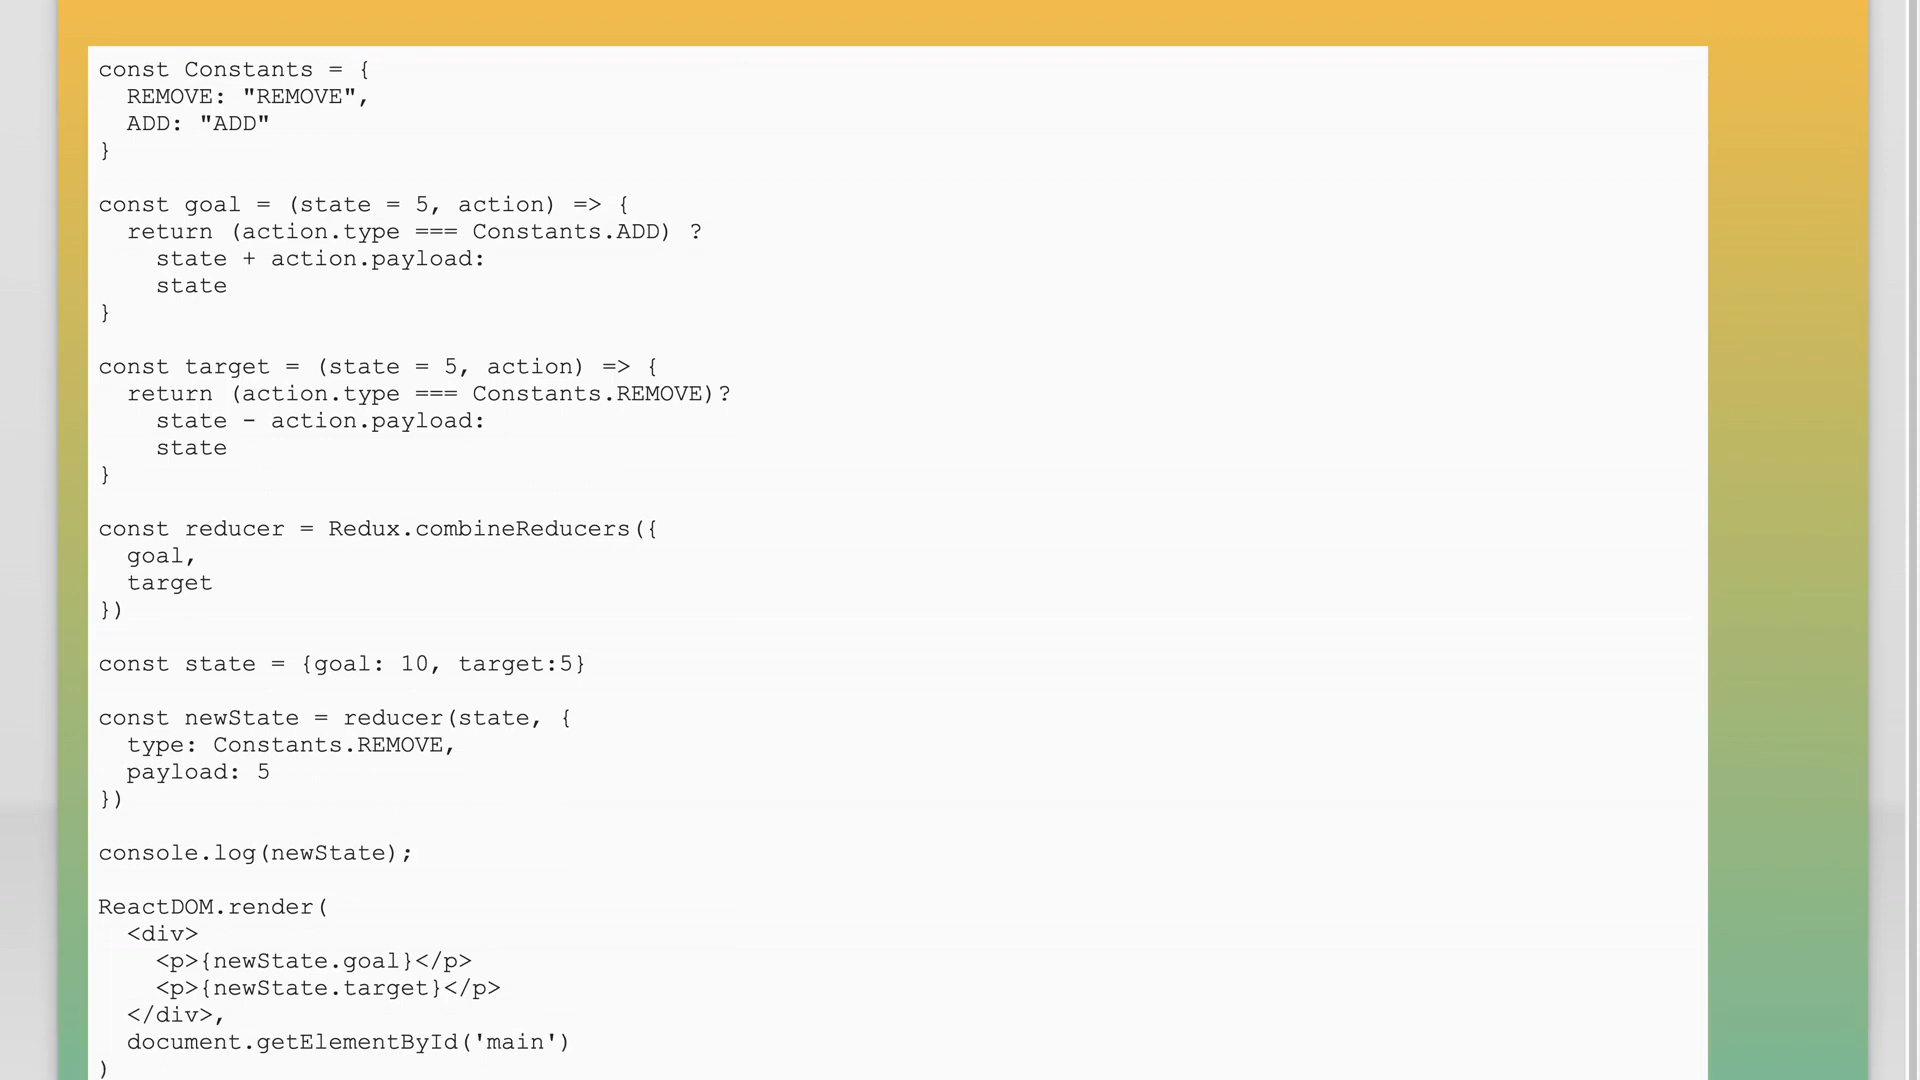 const Constants = {
  REMOVE: "REMOVE",
  ADD: "ADD"
}

const goal = (state = 5, action) => {
  return (action.type === Constants.ADD) ?
    state + action.payload:
    state
}

const target = (state = 5, action) => {
  return (action.type === Constants.REMOVE)?
    state - action.payload:
    state
}

const reducer = Redux.combineReducers({
  goal,
  target
})

const state = {goal: 10, target:5}

const newState = reducer(state, {
  type: Constants.REMOVE,
  payload: 5
})

console.log(newState);

ReactDOM.render(
  <div>
    <p>{newState.goal}</p>
    <p>{newState.target}</p>
  </div>,
  document.getElementById('main')
)